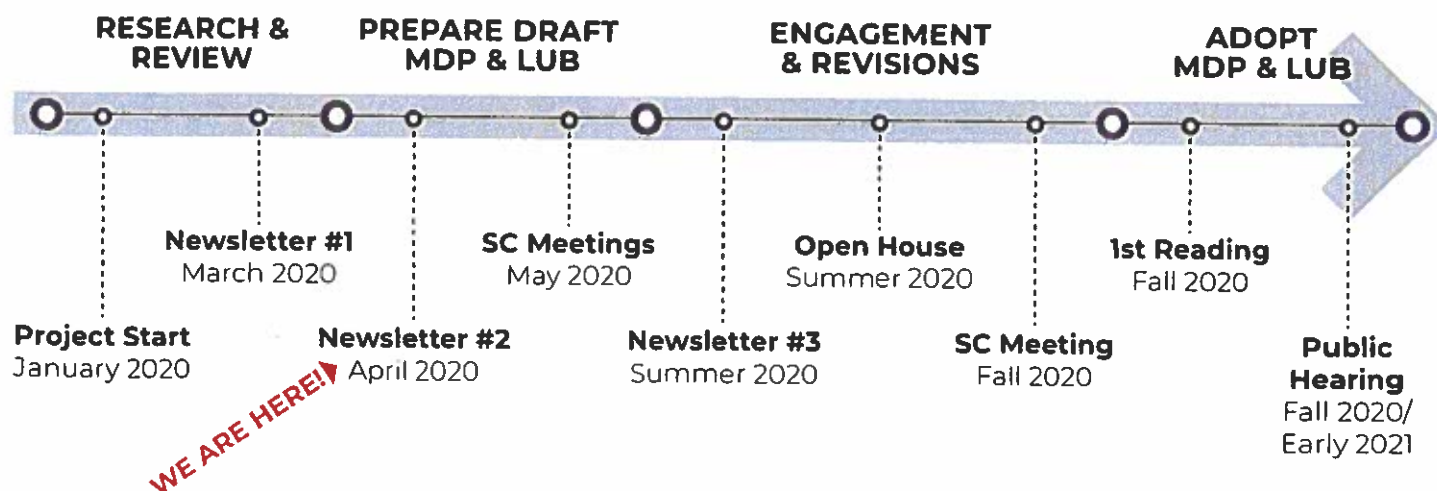 RESEARCH &
REVIEW
PREPARE DRAFT
MDP & LUB
ENGAGEMENT
& REVISIONS
ADOPT
MDP & LUB
Newsletter #1
March 2020
SC Meetings
May 2020
Open House
Summer 2020
1st Reading
Fall 2020
Project Start
January 2020
Newsletter #2
April 2020
Newsletter #3
Summer 2020
SC Meeting
Fall 2020
Public
Hearing
Fall 2020/
Early 2021
WE ARE HERE!